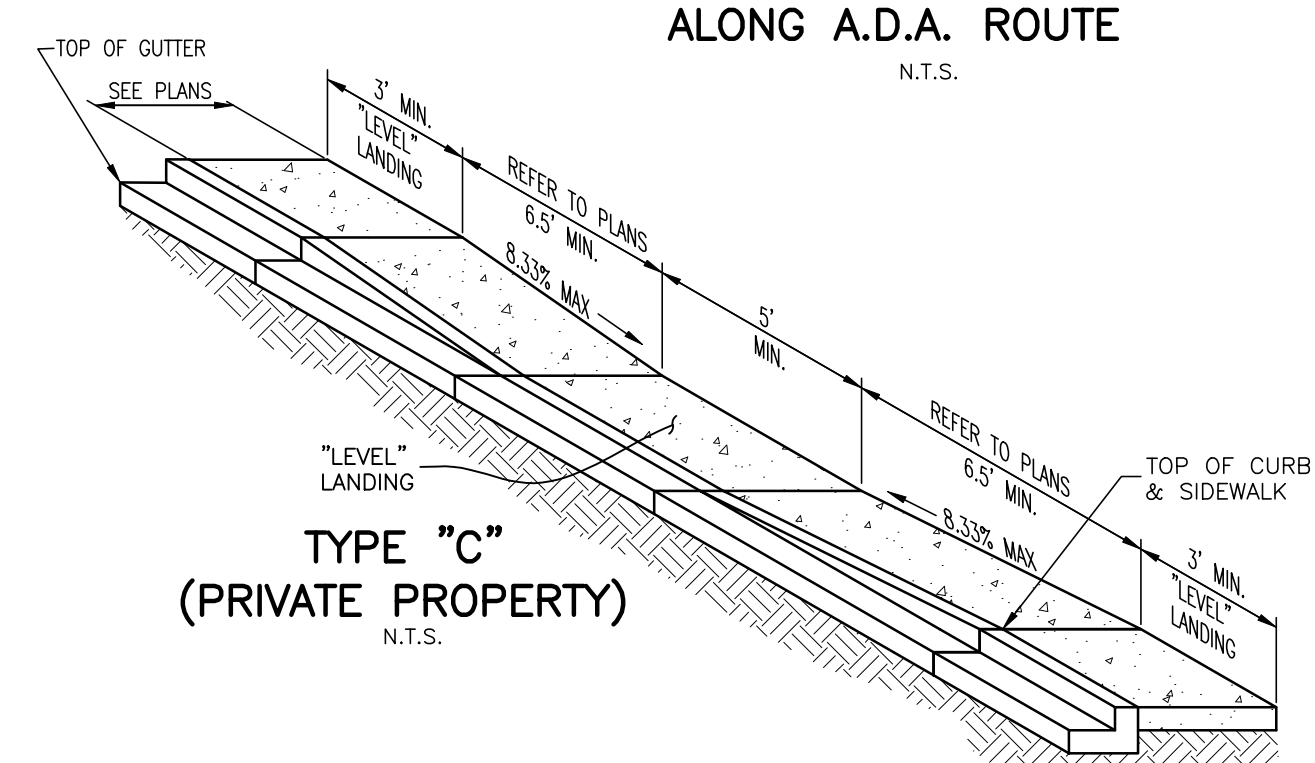 ALONG A.D.A. ROUTE
N.T.S.
TOP OF GUTTER
SEE PLANS
3' MIN.
"LEVEL"
LANDING
REFER TO PLANS
6.5' MIN.
8.33% MAX
5'
MIN.
REFER TO PLANS
6.5' MIN.
8.33% MAX
TOP OF CURB
& SIDEWALK
3' MIN.
"LEVEL"
LANDING
"LEVEL"
LANDING
TYPE "C"
(PRIVATE PROPERTY)
N.T.S.